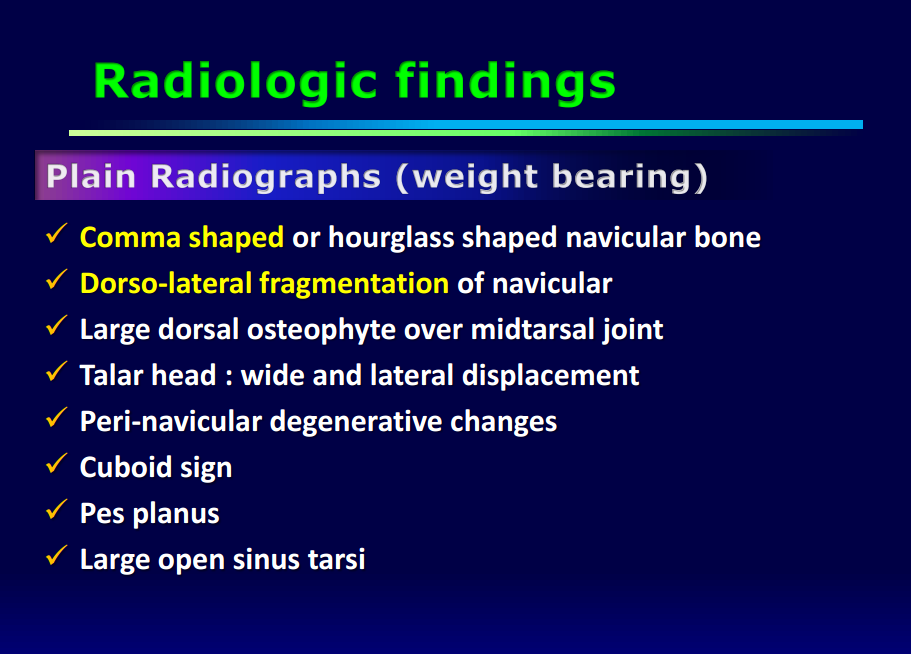 Radiologic findings
Plain Radiographs (weight bearing)
✓ Comma shaped or hourglass shaped navicular bone
✓ Dorso-lateral fragmentation of navicular
✓ Large dorsal osteophyte over midtarsal joint
✓ Talar head : wide and lateral displacement
✓ Peri-navicular degenerative changes
✓ Cuboid sign
✓ Pes planus
✓ Large open sinus tarsi